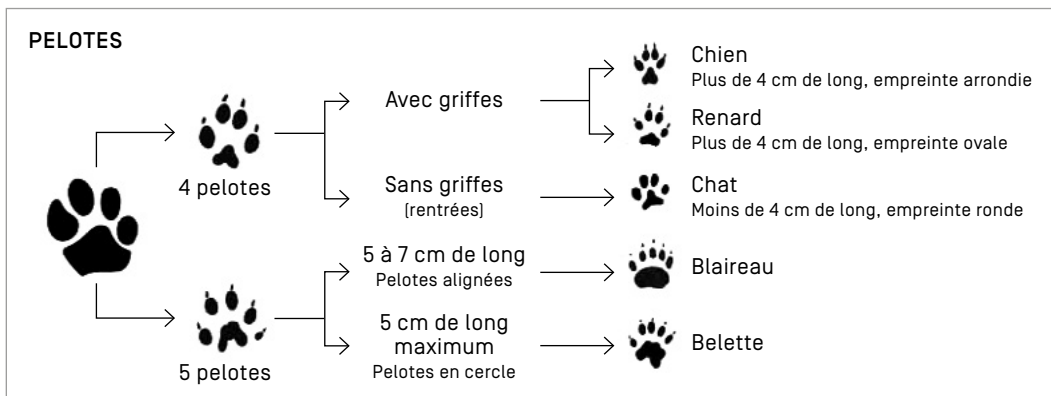 PELOTES
4 pelotes
Avec griffes
Chien
Plus de 4 cm de long, empreinte arrondie
Renard
Plus de 4 cm de long, empreinte ovale
Sans griffes
(rentrées)
Chat
Moins de 4 cm de long, empreinte ronde
5 pelotes
5 à 7 cm de long
Pelotes alignées
Blaireau
5 cm de long
maximum
Pelotes en cercle
Belette